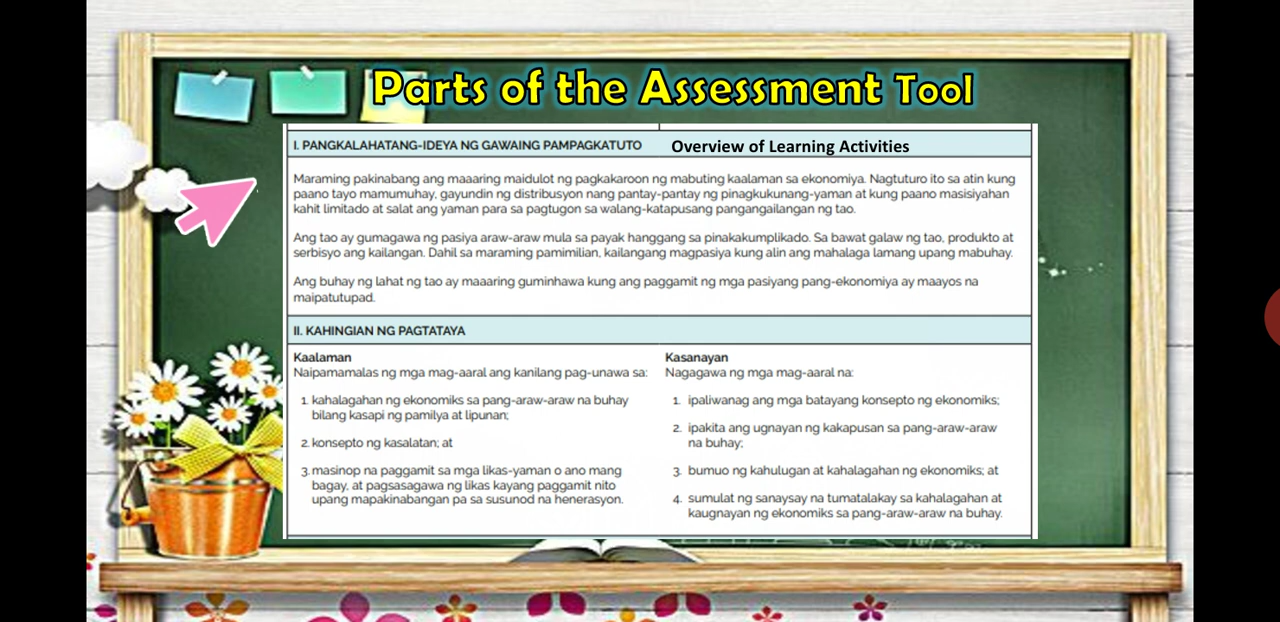 Parts of the Assessment Tool
I. PANGKALAHATANG-IDEYA NG GAWAING PAMPAGKATUTO Overview of Learning Activities
Maraming pakinabang ang maaaring maidulot ng pagkakaroon ng mabuting kaalaman sa ekonomiya. Nagtuturo ito sa atin kung
paano tayo mamumuhay, gayundin ng distribusyon nang pantay-pantay ng pinagkukunang-yaman at kung paano masisiyahan
kahit limitado at salat ang yaman para sa pagtugon sa walang-katapusang pangangailangan ng tao.
Ang tao ay gumagawa ng pasiya araw-araw mula sa payak hanggang sa pinakakumplikado. Sa bawat galaw ng tao, produkto at
serbisyo ang kailangan. Dahil sa maraming pamimilian, kailangang magpasiya kung alin ang mahalaga lamang upang mabuhay.
Ang buhay ng lahat ng tao ay maaaring guminhawa kung ang paggamit ng mga pasiyang pang-ekonomiya ay maayos na
maipatutupad.
II. KAHINGIAN NG PAGTATAYA
Kaalaman
Naipamamalas ng mga mag-aaral ang kanilang pag-unawa sa:
1. kahalagahan ng ekonomiks sa pang-araw-araw na buhay
bilang kasapi ng pamilya at lipunan;
2. konsepto ng kasalatan; at
3. masinop na paggamit sa mga likas-yaman o ano mang
bagay, at pagsasagawa ng likas kayang paggamit nito
upang mapakinabangan pa sa susunod na henerasyon.
Kasanayan
Nagagawa ng mga mag-aaral na:
1. ipaliwanag ang mga batayang konsepto ng ekonomiks;
2. ipakita ang ugnayan ng kakapusan sa pang-araw-araw
na buhay;
3. bumuo ng kahulugan at kahalagahan ng ekonomiks; at
4. sumulat ng sanaysay na tumatalakay sa kahalagahan at
kaugnayan ng ekonomiks sa pang-araw-araw na buhay.